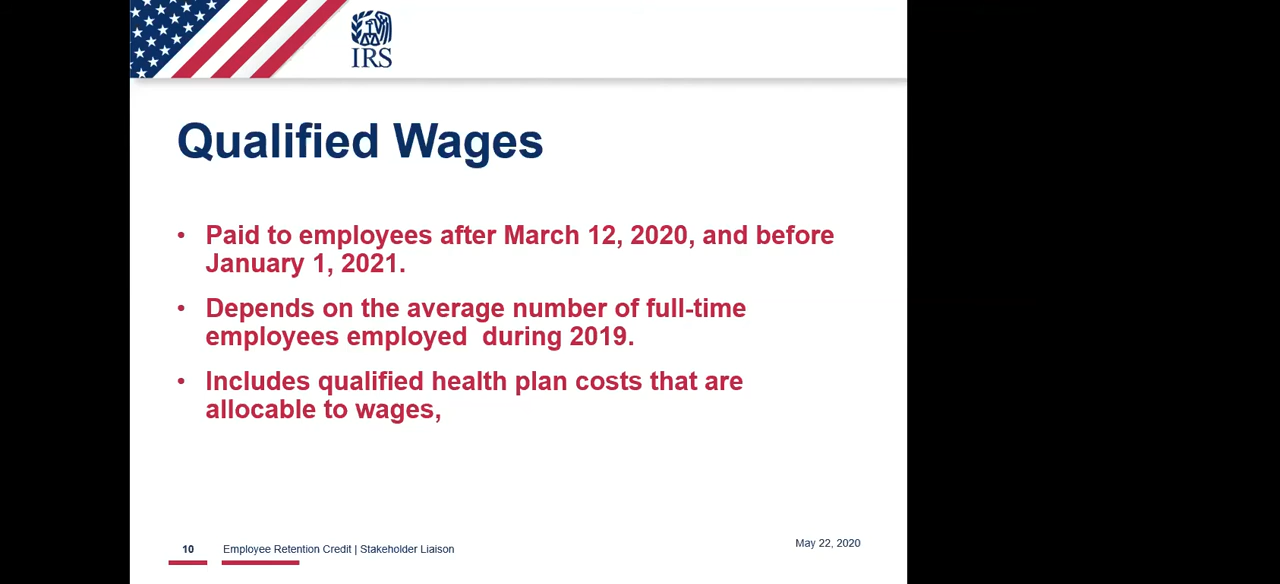 IRS
Qualified Wages
• Paid to employees after March 12, 2020, and before
January 1, 2021.
• Depends on the average number of full-time
employees employed  during 2019.
• Includes qualified health plan costs that are
allocable to wages,
10 Employee Retention Credit | Stakeholder Liaison
May 22, 2020